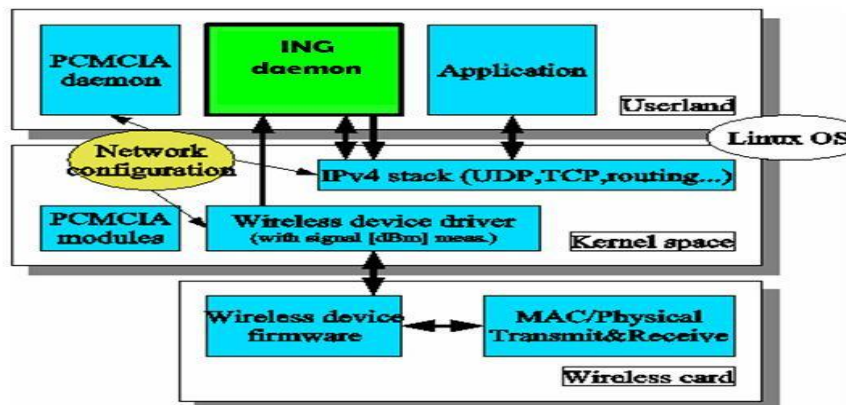 PCMCIA
daemon
ING
daemon
Application
Userland
Linux OS
Network
configuration
IPv4 stack (UDP,TCP,routing...)
PCMCIA
modules
Wireless device driver
(with signal [dBm] meas.)
Kernel space
Wireless device
firmware
MAC/Physical
Transmit&Receive
Wireless card